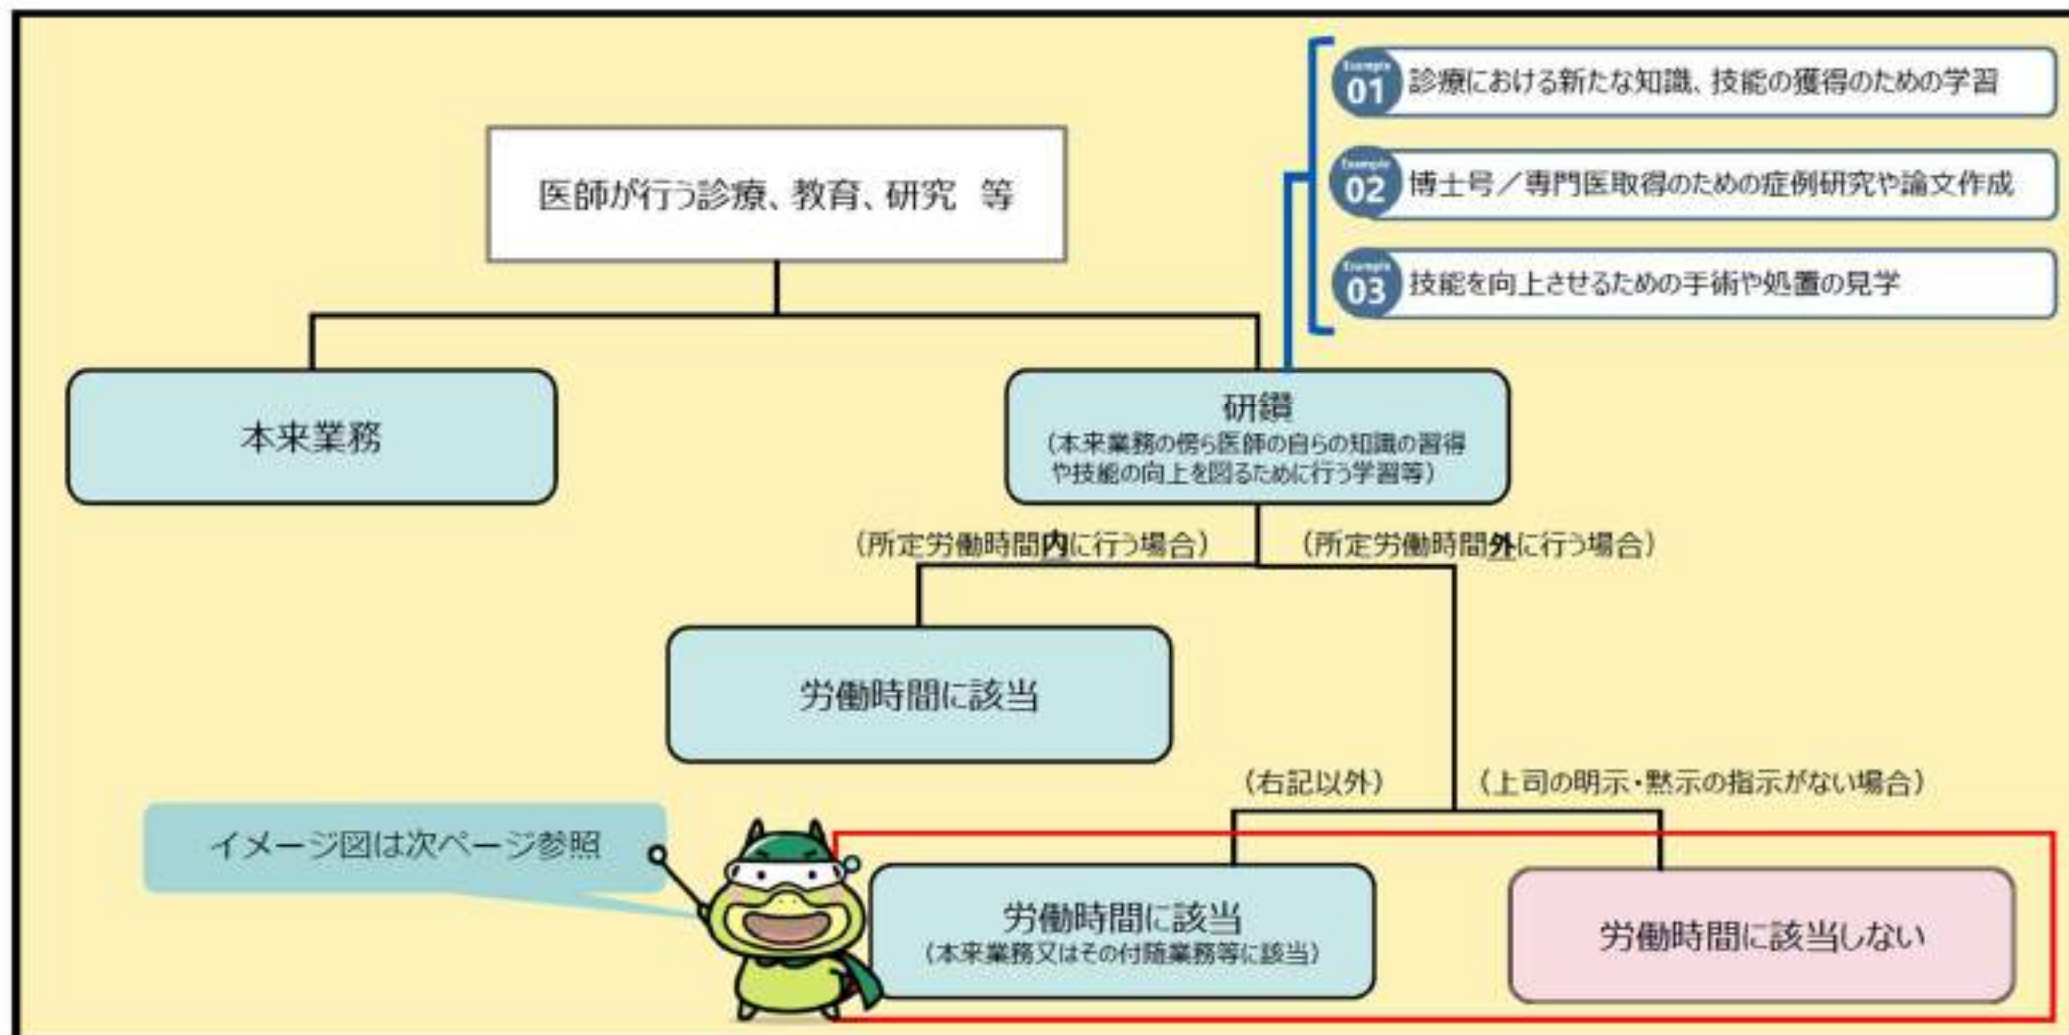 Example 01 診療における新たな知識、技能の獲得のための学習
Example 02 博士号／専門医取得のための症例研究や論文作成
Example 03 技能を向上させるための手術や処置の見学
医師が行う診療、教育、研究 等
本来業務
研鑽
（本来業務の傍ら医師の自らの知識の習得
や技能の向上を図るために行う学習等）
（所定労働時間内に行う場合）
（所定労働時間外に行う場合）
労働時間に該当
（右記以外）
（上司の明示・黙示の指示がない場合）
イメージ図は次ページ参照
労働時間に該当
（本来業務又はその付随業務等に該当）
労働時間に該当しない